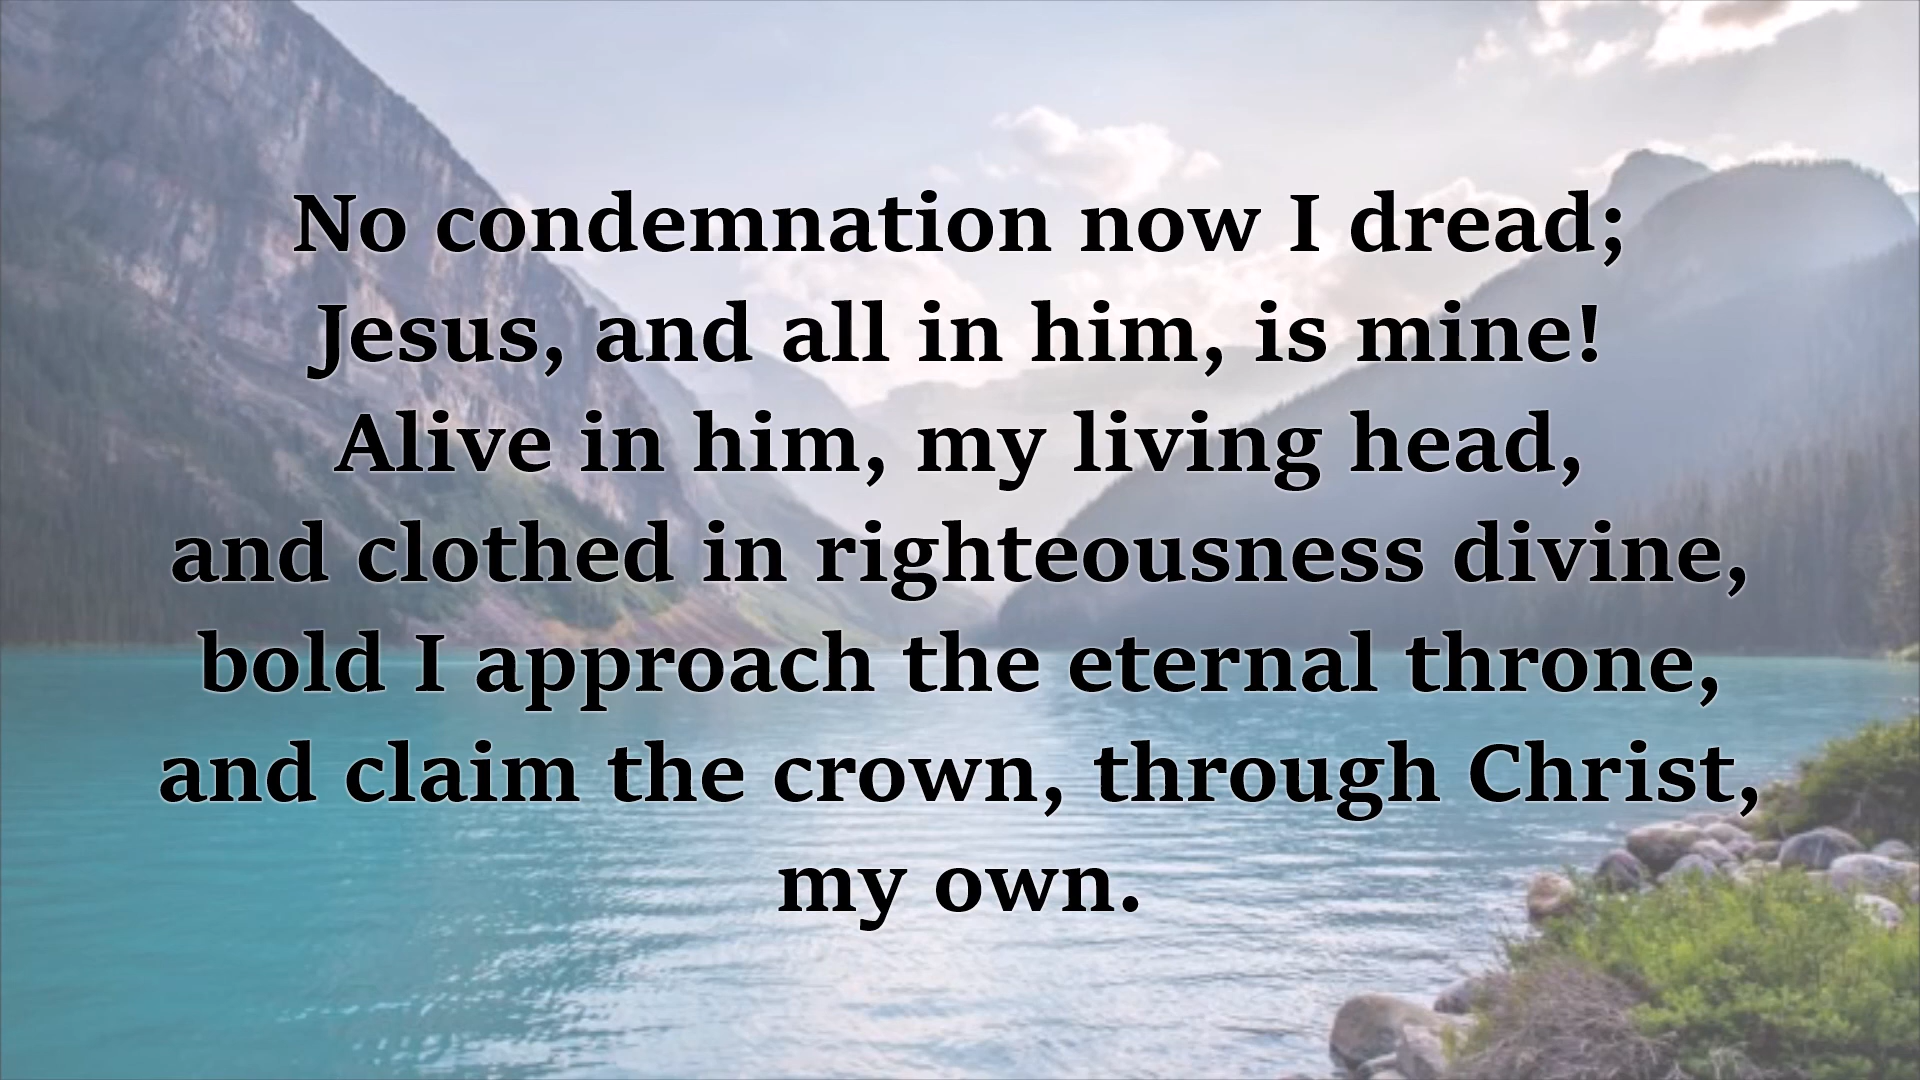 No condemnation now I dread;
Jesus, and all in him, is mine!
Alive in him, my living head,
and clothed in righteousness divine,
bold I approach the eternal throne,
and claim the crown, through Christ,
my own.